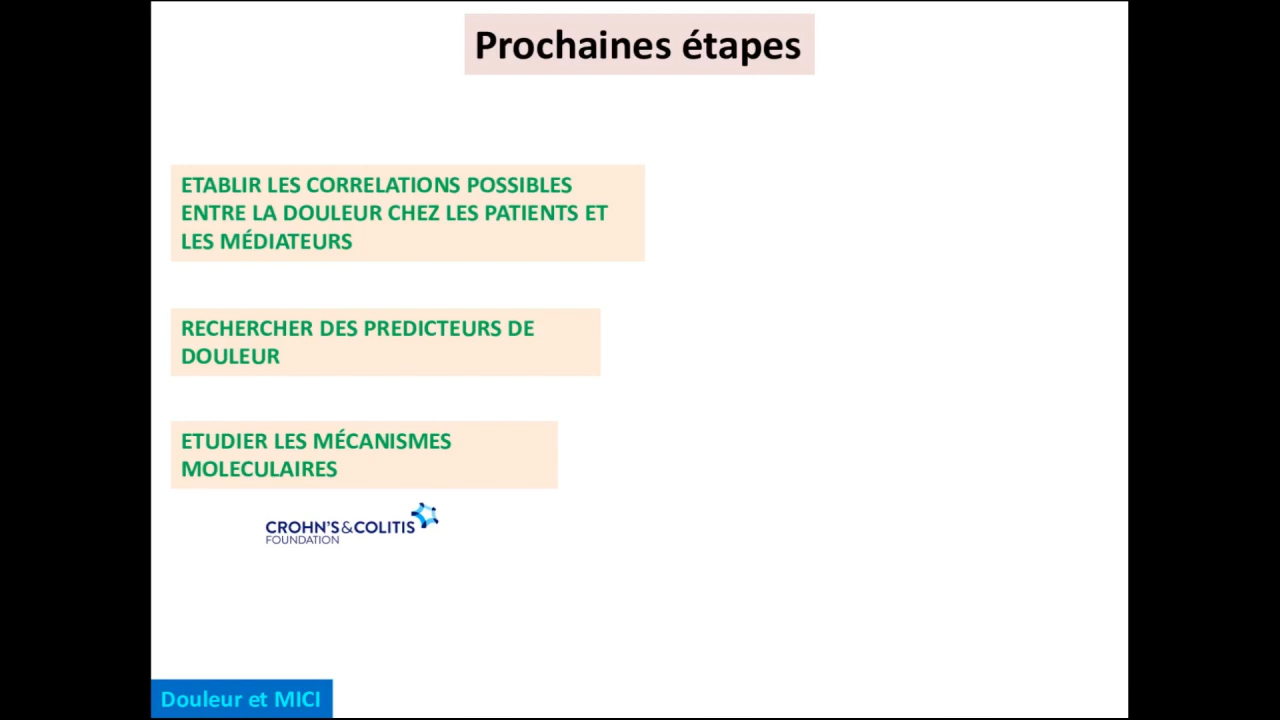 Prochaines étapes
ETABLIR LES CORRELATIONS POSSIBLES
ENTRE LA DOULEUR CHEZ LES PATIENTS ET
LES MÉDIATEURS
RECHERCHER DES PREDICTEURS DE
DOULEUR
ETUDIER LES MÉCANISMES
MOLECULAIRES
CROHN'S&COLITIS
FOUNDATION
Douleur et MICI